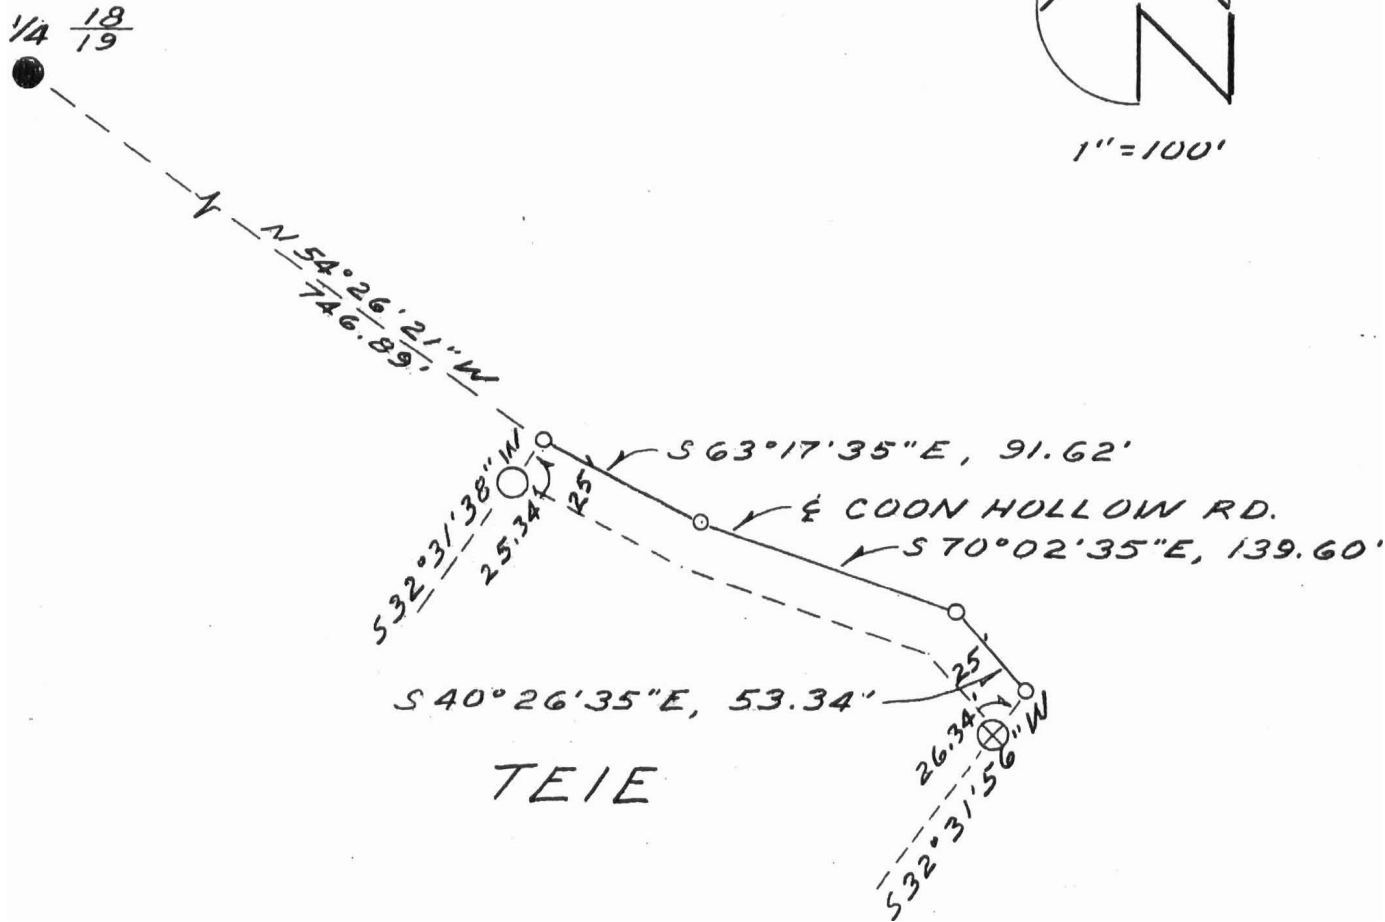 1/4 18/19
N
1"=100'
N 54°26'21" W
746.89'
S 32°31'38" W
25.34'
25'
S 63°17'35"E, 91.62'
℄ COON HOLLOW RD.
S 70°02'35"E, 139.60'
25'
S 40°26'35"E, 53.34"
26.34'
S 32°31'56" W
TEIE